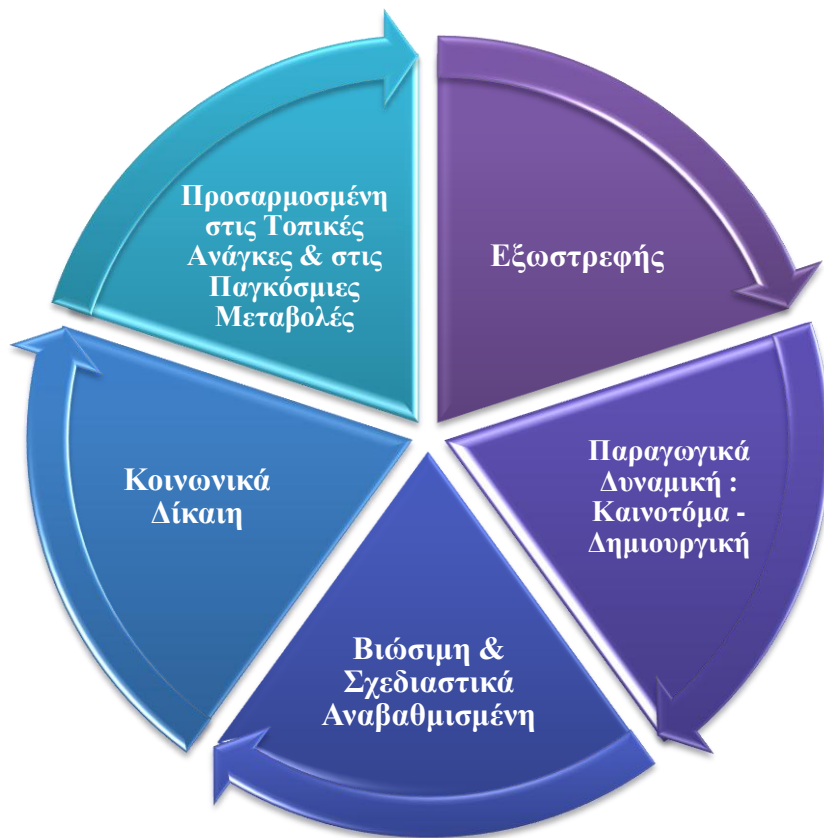 Προσαρμοσμένη
στις Τοπικές
Ανάγκες & στις
Παγκόσμιες
Μεταβολές
Εξωστρεφής
Παραγωγικά
Δυναμική :
Καινοτόμα -
Δημιουργική
Βιώσιμη &
Σχεδιαστικά
Αναβαθμισμένη
Κοινωνικά
Δίκαιη